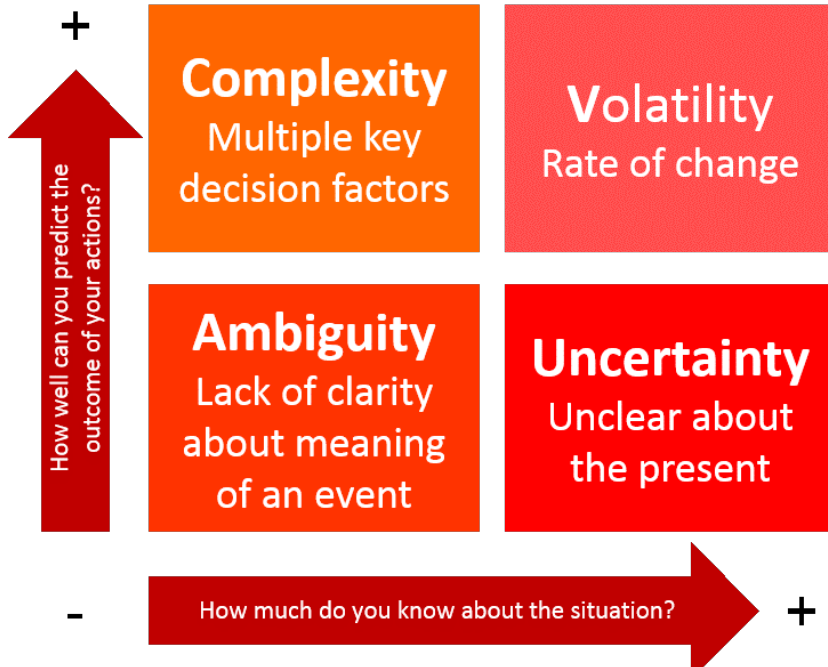 +
Complexity
Multiple key
decision factors
Volatility
Rate of change
How well can you predict the
outcome of your actions?
Ambiguity
Lack of clarity
about meaning
of an event
Uncertainty
Unclear about
the present
-
How much do you know about the situation?
+